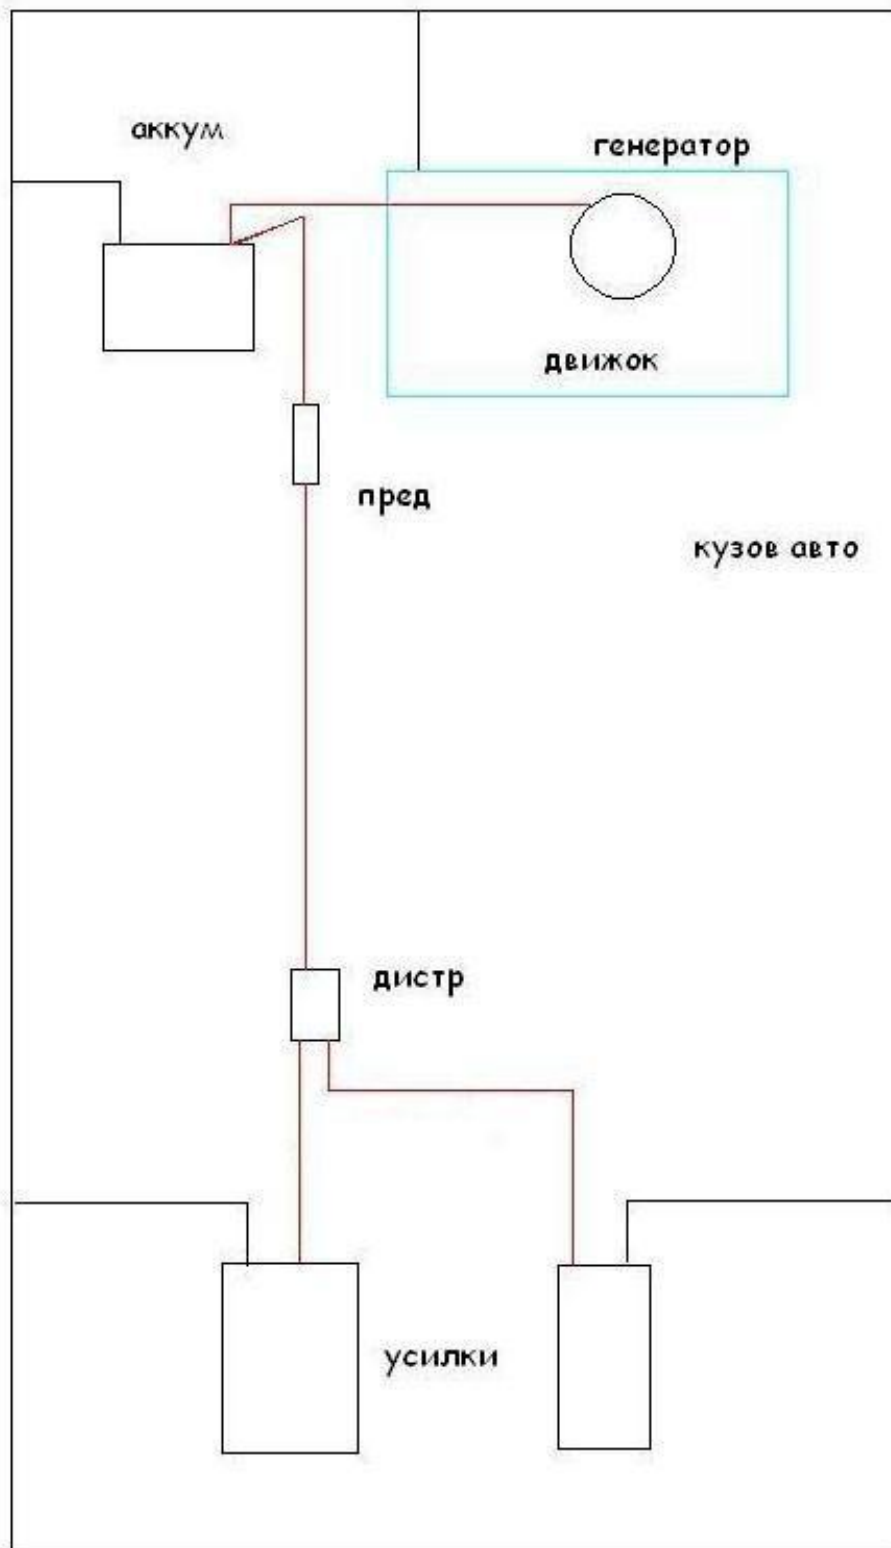 аккум
генератор
движок
пред
кузов авто
дистр
усилки